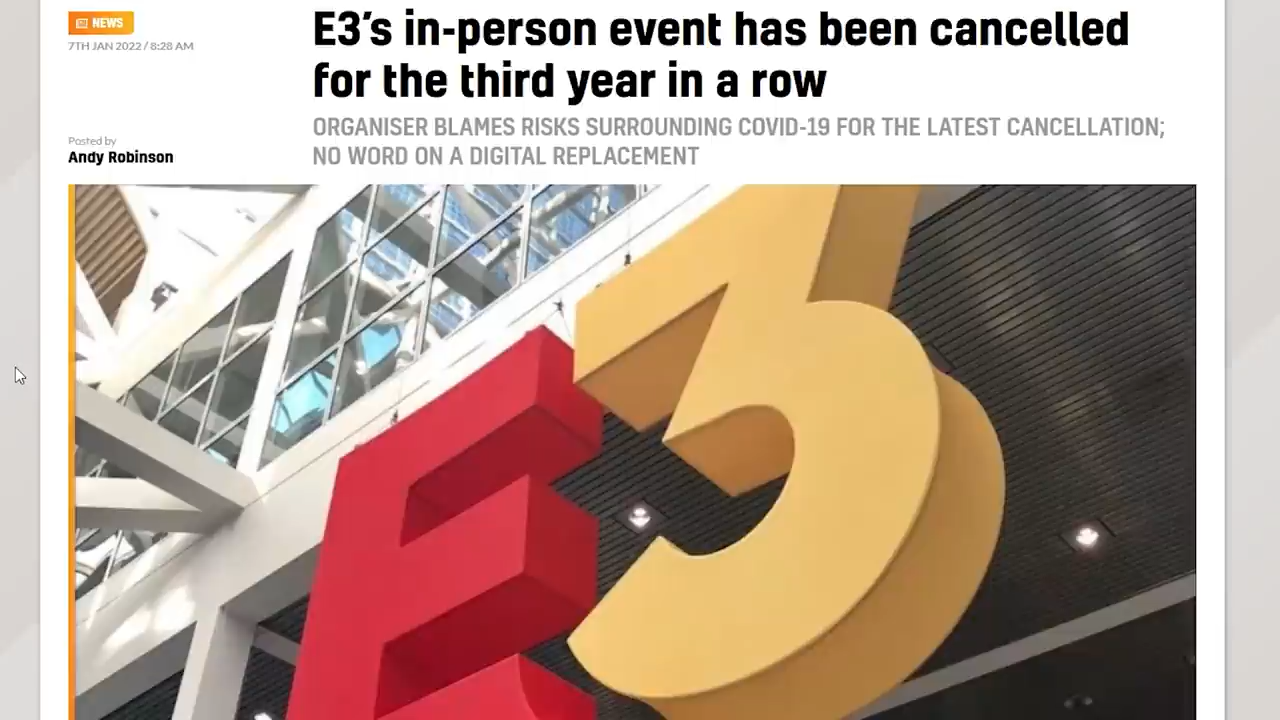 NEWS
7TH JAN 2022 / 8:28 AM
E3’s in-person event has been cancelled
for the third year in a row
ORGANISER BLAMES RISKS SURROUNDING COVID-19 FOR THE LATEST CANCELLATION;
NO WORD ON A DIGITAL REPLACEMENT
Posted by
Andy Robinson
E3